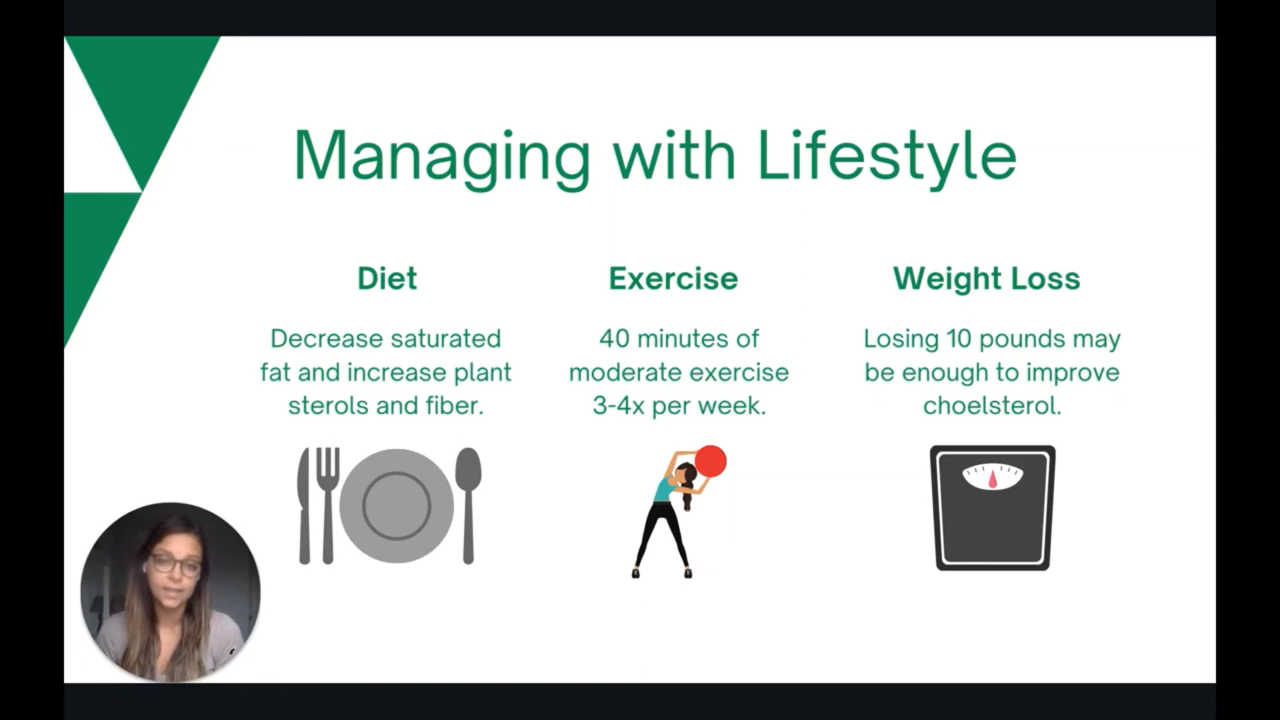 Managing with Lifestyle
Diet
Decrease saturated
fat and increase plant
sterols and fiber.
Exercise
40 minutes of
moderate exercise
3-4x per week.
Weight Loss
Losing 10 pounds may
be enough to improve
choelsterol.